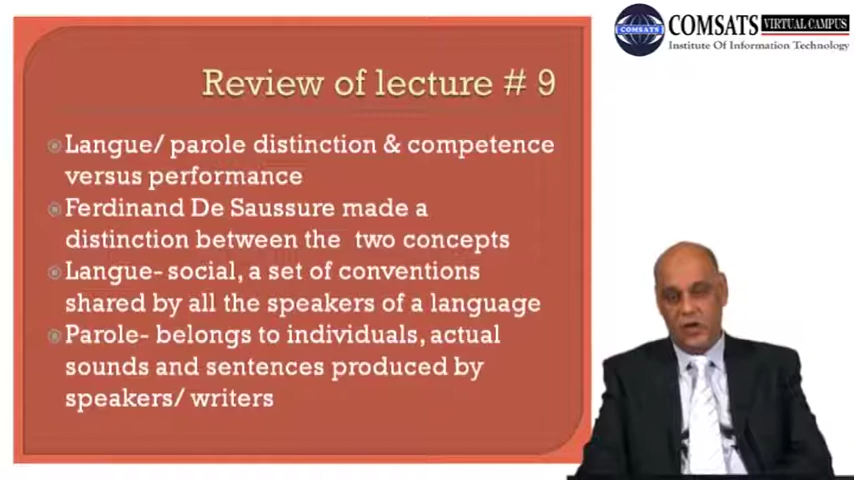 COMSATS
COMSATS VIRTUAL CAMPUS
Institute Of Information Technology
Review of lecture # 9
Langue/ parole distinction & competence
versus performance
Ferdinand De Saussure made a
distinction between the two concepts
Langue- social, a set of conventions
shared by all the speakers of a language
Parole- belongs to individuals, actual
sounds and sentences produced by
speakers/ writers